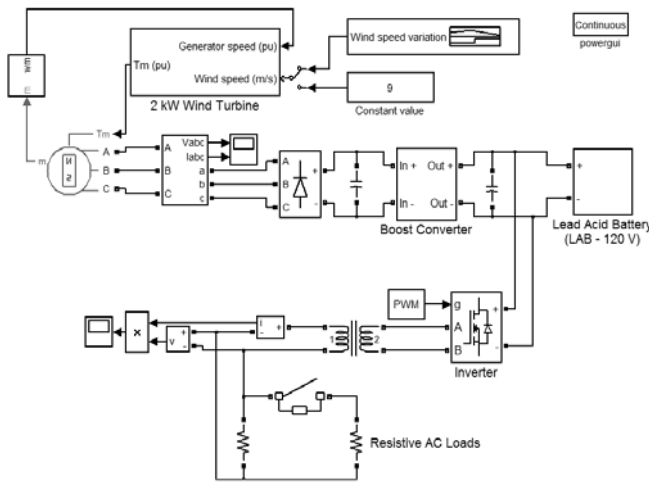 Continuous
powergui
Wind speed variation
Generator speed (pu)
Tm (pu)
Wind speed (m/s)
2 kW Wind Turbine
9
Constant value
wm
m
Tm
m
A
B
C
N
S
A
B
C
Vabc
Iabc
a
b
c
A
B
C
+
-
In +
In -
Out +
Out -
Boost Converter
+
-
Lead Acid Battery
(LAB - 120 V)
PWM
g
A
B
+
-
Inverter
1
2
i
+
-
v
+
-
×
Resistive AC Loads